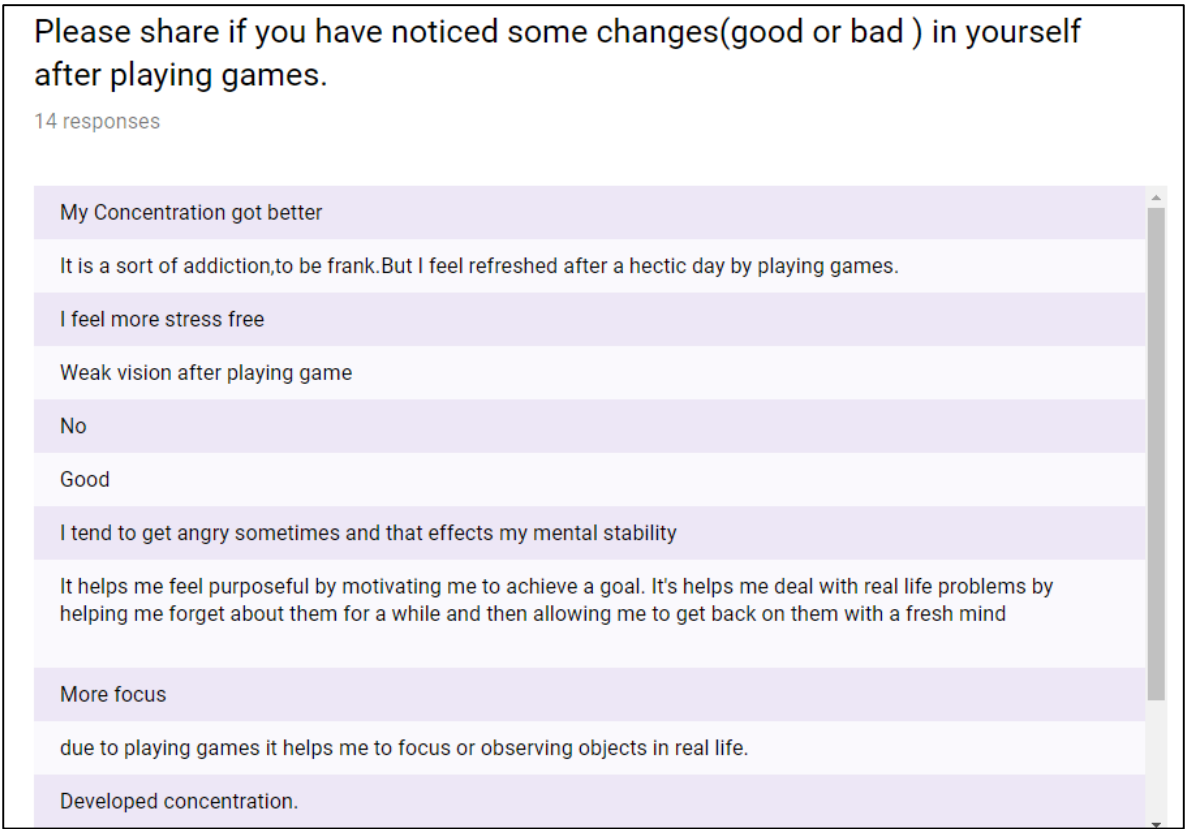 Please share if you have noticed some changes(good or bad ) in yourself
after playing games.
14 responses
My Concentration got better
It is a sort of addiction,to be frank.But I feel refreshed after a hectic day by playing games.
I feel more stress free
Weak vision after playing game
No
Good
I tend to get angry sometimes and that effects my mental stability
It helps me feel purposeful by motivating me to achieve a goal. It's helps me deal with real life problems by
helping me forget about them for a while and then allowing me to get back on them with a fresh mind
More focus
due to playing games it helps me to focus or observing objects in real life.
Developed concentration.